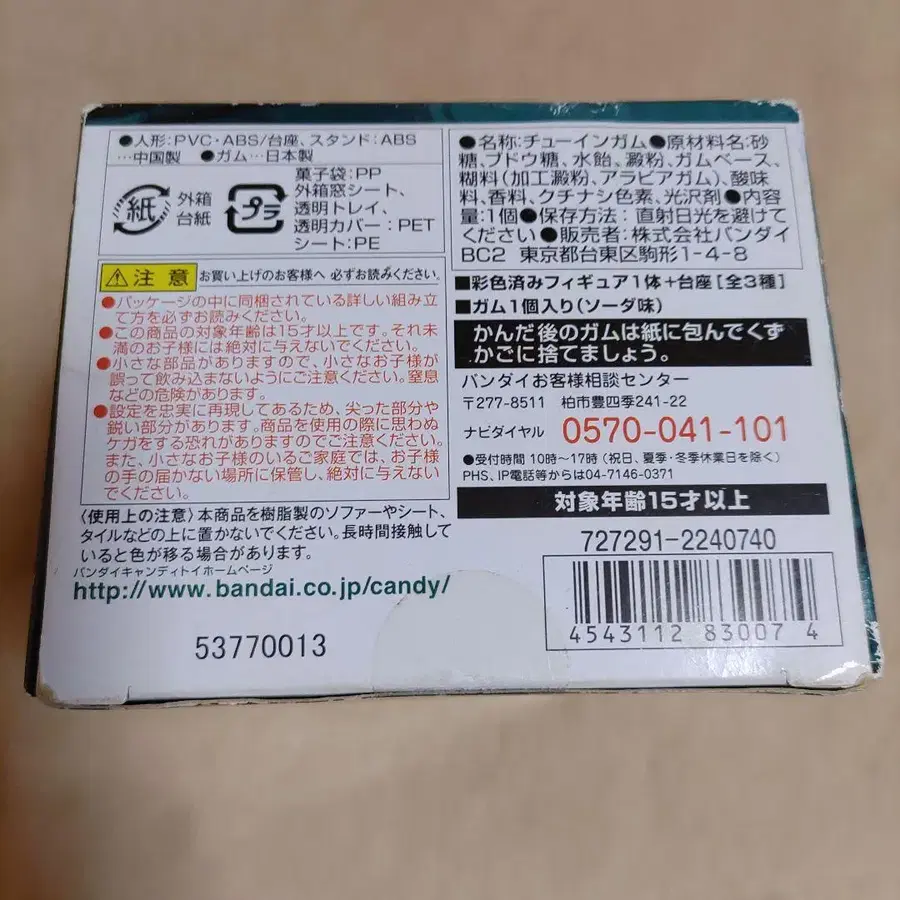 ●人形:PVC・ABS/台座、スタンド:ABS
…中国製 ●ガム…日本製
紙
外箱
台紙
プラ
菓子袋:PP
外箱窓シート、
透明トレイ、
透明カバー:PET
シート:PE
注意 お買い上げのお客様へ 必ずお読みください。
●パッケージの中に同梱されている詳しい組み立
て方を必ずお読みください。
●この商品の対象年齢は15才以上です。それ未
満のお子様には絶対に与えないでください。
●小さな部品がありますので、小さなお子様が
誤って飲み込まないようにご注意ください。窒息
などの危険があります。
●設定を忠実に再現してあるため、尖った部分や
鋭い部分があります。商品を使用の際に思わぬ
ケガをする恐れがありますのでご注意ください。
また、小さなお子様のいるご家庭では、お子様
の手の届かない場所に保管し、絶対に与えない
でください。
〈使用上の注意〉本商品を樹脂製のソファーやシート、
タイルなどの上に置かないでください。長時間接触して
いると色が移る場合があります。
バンダイキャンディトイホームページ
http://www.bandai.co.jp/candy/
53770013
●名称:チューインガム●原材料名:砂
糖、ブドウ糖、水飴、澱粉、ガムベース、
糊料(加工澱粉、アラビアガム)、酸味
料、香料、クチナシ色素、光沢剤●内容
量:1個●保存方法:直射日光を避けて
ください●販売者:株式会社バンダイ
BC2 東京都台東区駒形1-4-8
■彩色済みフィギュア1体+台座[全3種]
■ガム1個入り(ソーダ味)
かんだ後のガムは紙に包んでくず
かごに捨てましょう。
バンダイお客様相談センター
〒277-8511 柏市豊四季241-22
ナビダイヤル 0570-041-101
●受付時間 10時~17時(祝日、夏季・冬季休業日を除く)
PHS、IP電話等からは04-7146-0371
対象年齢15才以上
727291-2240740
4543112 83007 4